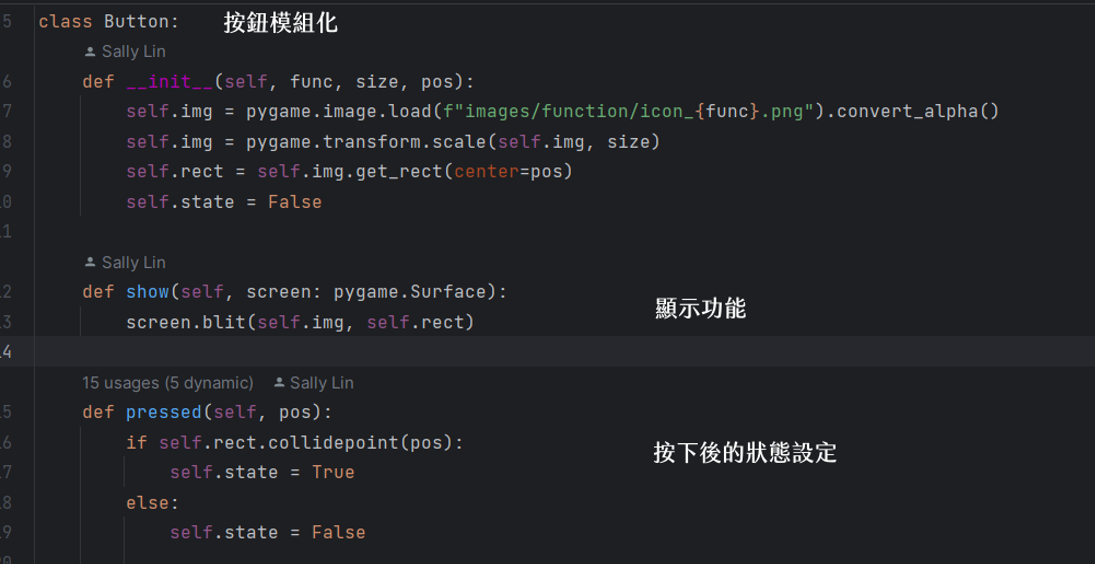 5 class Button: 按鈕模組化
Sally Lin
6 def __init__(self, func, size, pos):
7 self.img = pygame.image.load(f"images/function/icon_{func}.png").convert_alpha()
8 self.img = pygame.transform.scale(self.img, size)
9 self.rect = self.img.get_rect(center=pos)
0 self.state = False
1
Sally Lin
2 def show(self, screen: pygame.Surface):
顯示功能
3 screen.blit(self.img, self.rect)
4
15 usages (5 dynamic) Sally Lin
5 def pressed(self, pos):
6 if self.rect.collidepoint(pos):
按下後的狀態設定
7 self.state = True
8 else:
9 self.state = False